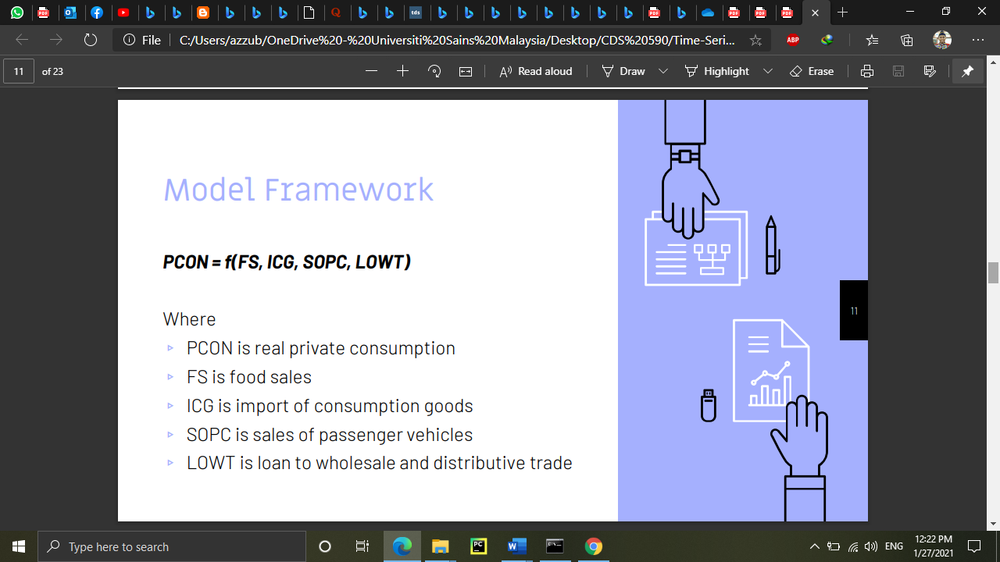 tds
File
C:/Users/azzub/OneDrive%20-%20Universiti%20Sains%20Malaysia/Desktop/CDS%20590/Time-Seri...
ABP
11 of 23
Read aloud
Draw
Highlight
Erase
Model Framework
PCON = f(FS, ICG, SOPC, LOWT)
Where
PCON is real private consumption
FS is food sales
ICG is import of consumption goods
SOPC is sales of passenger vehicles
LOWT is loan to wholesale and distributive trade
11
Type here to search
PC
ENG
12:22 PM
1/27/2021